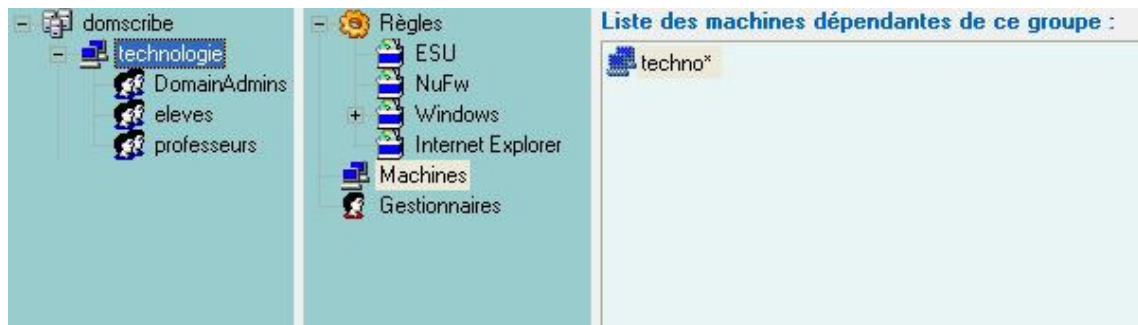 domscribe
technologie
DomainAdmins
eleves
professeurs
Règles
ESU
NuFw
Windows
Internet Explorer
Machines
Gestionnaires
Liste des machines dépendantes de ce groupe :
techno*